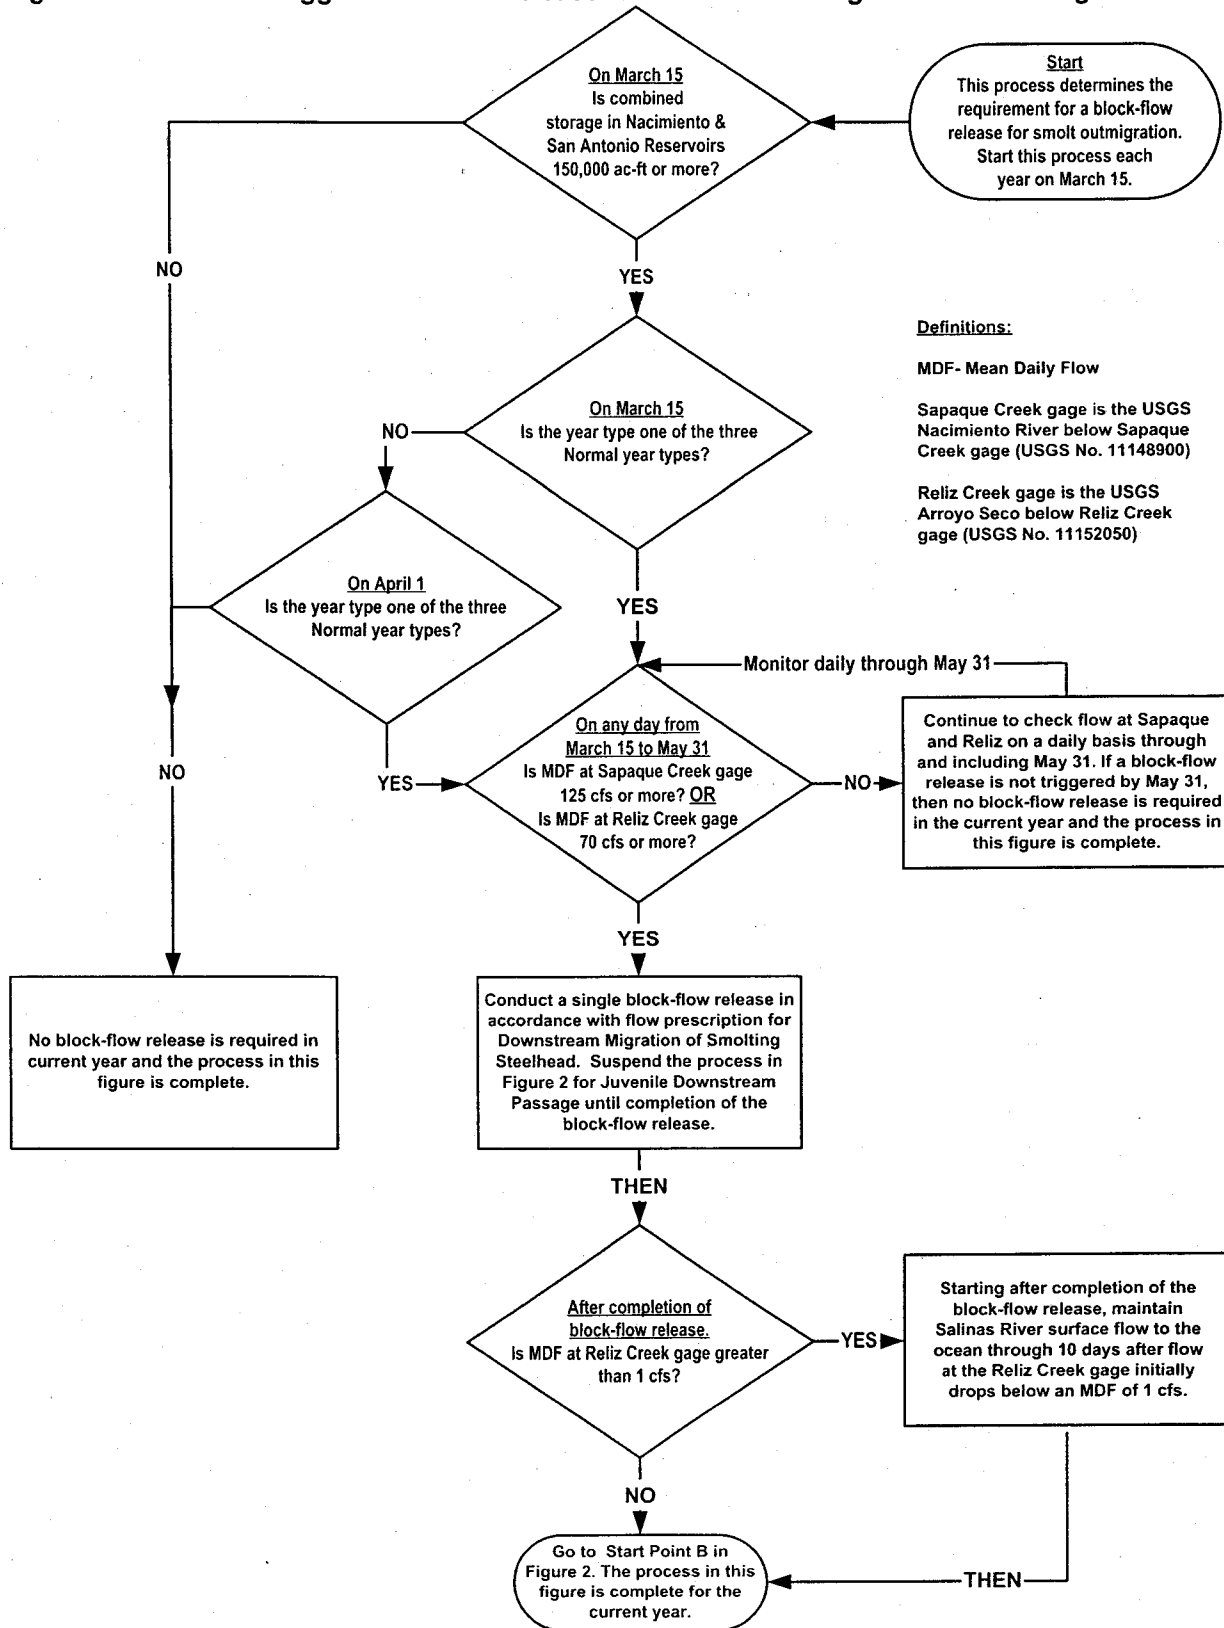 Start
This process determines the
requirement for a block-flow
release for smolt outmigration.
Start this process each
year on March 15.
On March 15
Is combined
storage in Nacimiento &
San Antonio Reservoirs
150,000 ac-ft or more?
NO
YES
Definitions:
MDF- Mean Daily Flow
Sapaque Creek gage is the USGS
Nacimiento River below Sapaque
Creek gage (USGS No. 11148900)
Reliz Creek gage is the USGS
Arroyo Seco below Reliz Creek
gage (USGS No. 11152050)
On March 15
Is the year type one of the three
Normal year types?
NO
YES
On April 1
Is the year type one of the three
Normal year types?
NO
YES
Monitor daily through May 31
On any day from
March 15 to May 31
Is MDF at Sapaque Creek gage
125 cfs or more? OR
Is MDF at Reliz Creek gage
70 cfs or more?
NO
Continue to check flow at Sapaque
and Reliz on a daily basis through
and including May 31. If a block-flow
release is not triggered by May 31,
then no block-flow release is required
in the current year and the process in
this figure is complete.
YES
No block-flow release is required in
current year and the process in this
figure is complete.
Conduct a single block-flow release in
accordance with flow prescription for
Downstream Migration of Smolting
Steelhead. Suspend the process in
Figure 2 for Juvenile Downstream
Passage until completion of the
block-flow release.
THEN
After completion of
block-flow release.
Is MDF at Reliz Creek gage greater
than 1 cfs?
YES
Starting after completion of the
block-flow release, maintain
Salinas River surface flow to the
ocean through 10 days after flow
at the Reliz Creek gage initially
drops below an MDF of 1 cfs.
NO
THEN
Go to Start Point B in
Figure 2. The process in this
figure is complete for the
current year.